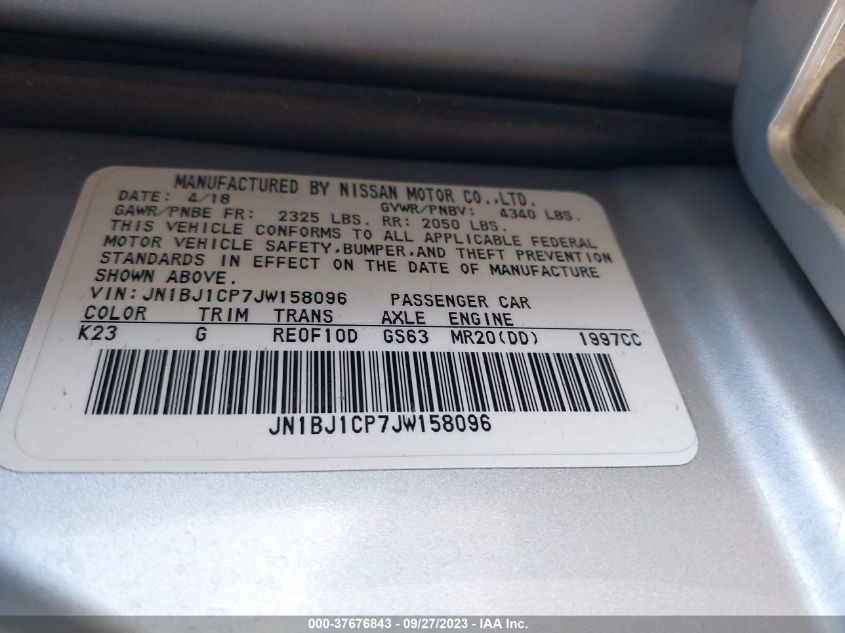 MANUFACTURED BY NISSAN MOTOR CO.,LTD.
DATE: 4/18 GVWR/PNBV: 4340 LBS.
GAWR/PNBE FR: 2325 LBS. RR: 2050 LBS.
THIS VEHICLE CONFORMS TO ALL APPLICABLE FEDERAL
MOTOR VEHICLE SAFETY,BUMPER,AND THEFT PREVENTION
STANDARDS IN EFFECT ON THE DATE OF MANUFACTURE
SHOWN ABOVE.
VIN:JN1BJ1CP7JW158096 PASSENGER CAR
COLOR TRIM TRANS AXLE ENGINE
K23 G RE0F10D GS63 MR20(DD) 1997CC
JN1BJ1CP7JW158096
000-37676843 - 09/27/2023 - IAA Inc.